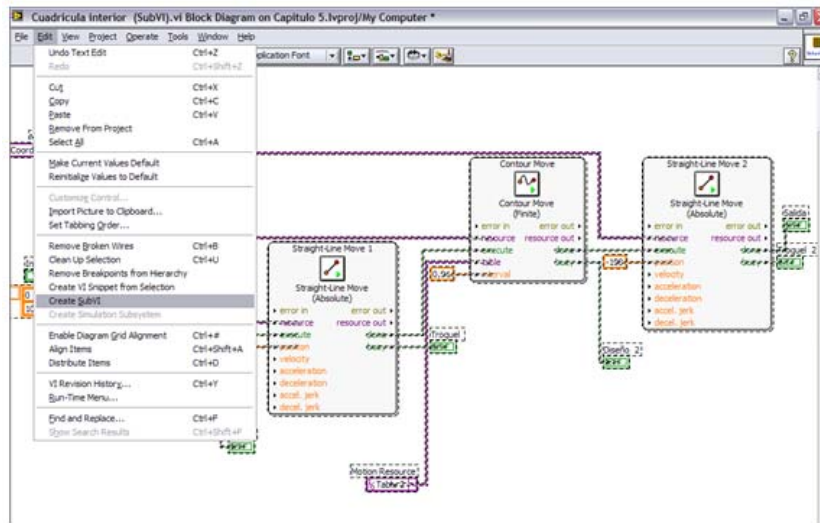 Cuadricula Interior (SubVI).vi Block Diagram on Capitulo 5.lvproj/My Computer *
File Edit View Project Operate Tools Window Help
plication Font
Undo Text Edit Ctrl+Z
Redo Ctrl+Shift+Z
Cut Ctrl+X
Copy Ctrl+C
Paste Ctrl+V
Remove From Project
Select All Ctrl+A
Make Current Values Default
Reinitialize Values to Default
Customize Control...
Import Picture to Clipboard...
Set Tabbing Order...
Remove Broken Wires Ctrl+B
Clean Up Selection Ctrl+U
Remove Breakpoints from Hierarchy
Create VI Snippet from Selection
Create SubVI
Create Simulation Subsystem
Enable Diagram Grid Alignment Ctrl+#
Align Items Ctrl+Shift+A
Distribute Items Ctrl+D
VI Revision History... Ctrl+Y
Run-Time Menu...
Find and Replace... Ctrl+F
Show Search Results Ctrl+Shift+F
Coord
Straight-Line Move 1
Straight-Line Move
(Absolute)
error in error out
resource resource out
execute done
position busy
velocity
acceleration
deceleration
accel. jerk
decel. jerk
Troquel
Motion Resource
Table 2
Contour Move
Contour Move
(Finite)
error in error out
resource resource out
execute done
table busy
interval
Straight-Line Move 2
Straight-Line Move
(Absolute)
error in error out
resource resource out
execute done
position busy
velocity
acceleration
deceleration
accel. jerk
decel. jerk
Salida
Troquel 2
Diseño 2